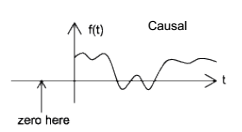 f(t)
Causal
t
zero here